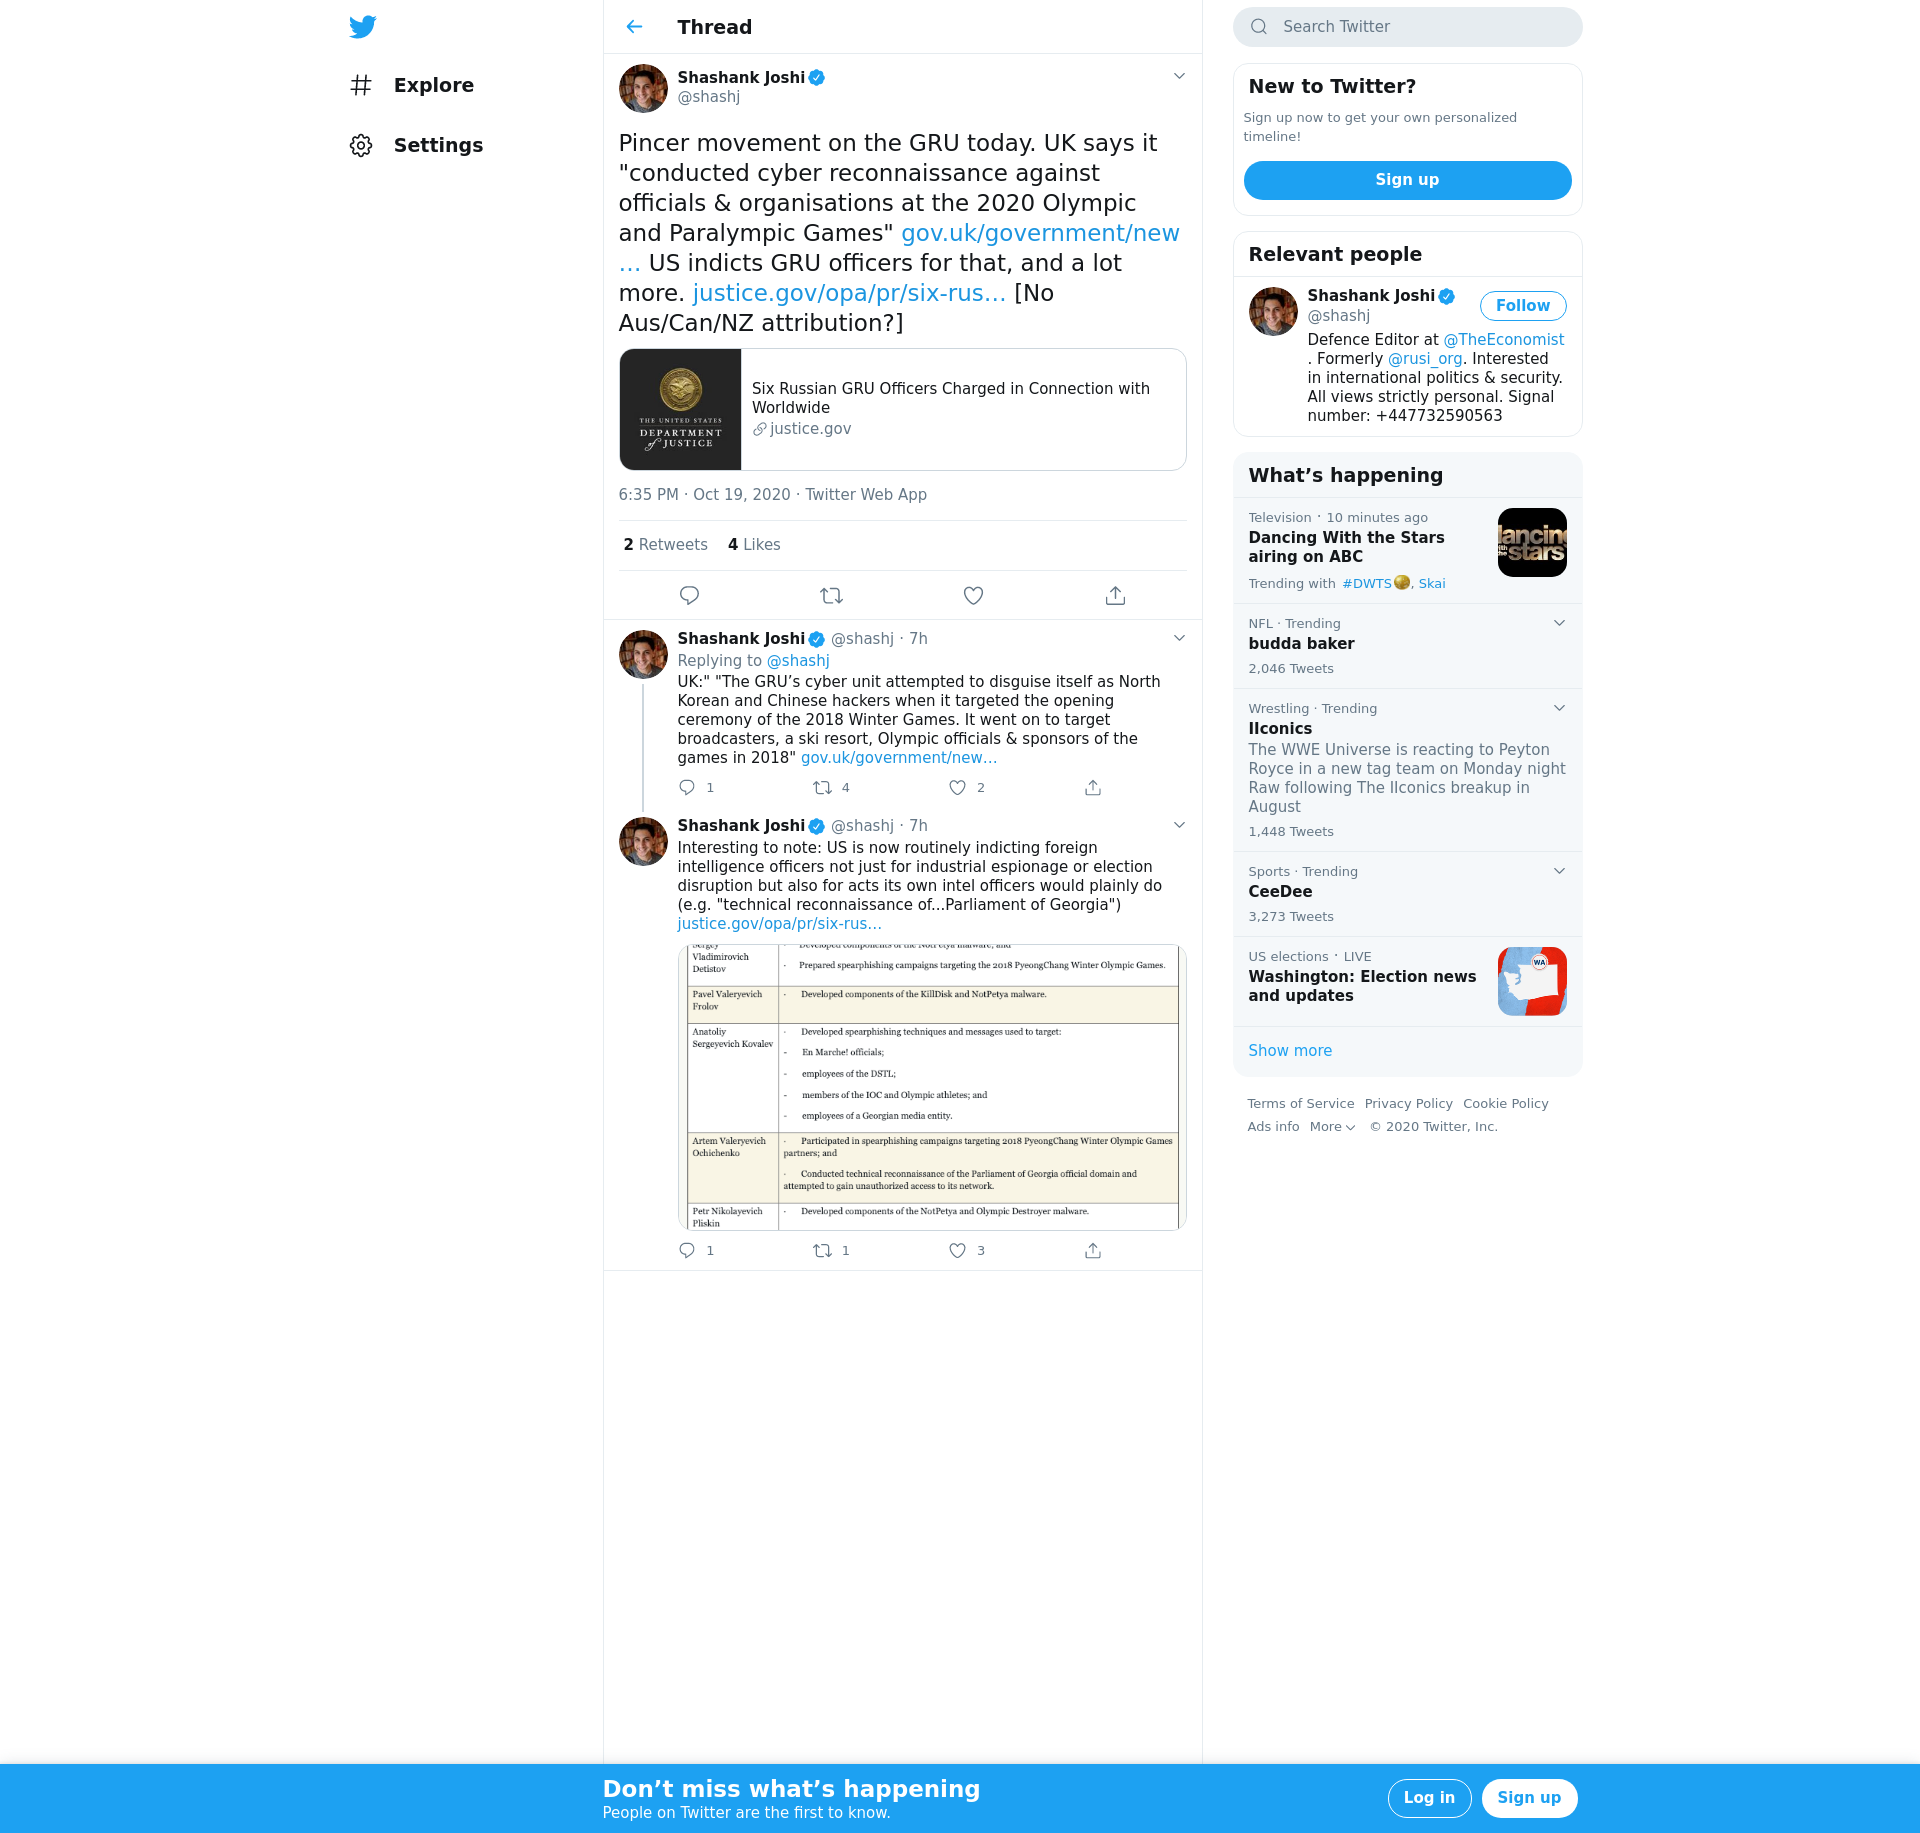 Explore
Settings
Thread
Shashank Joshi
@shashj
Pincer movement on the GRU today. UK says it
"conducted cyber reconnaissance against
officials & organisations at the 2020 Olympic
and Paralympic Games" gov.uk/government/new
… US indicts GRU officers for that, and a lot
more. justice.gov/opa/pr/six-rus… [No
Aus/Can/NZ attribution?]
THE UNITED STATES
DEPARTMENT
of JUSTICE
Six Russian GRU Officers Charged in Connection with
Worldwide
justice.gov
6:35 PM · Oct 19, 2020 · Twitter Web App
2 Retweets 4 Likes
Shashank Joshi @shashj · 7h
Replying to @shashj
UK:" "The GRU’s cyber unit attempted to disguise itself as North
Korean and Chinese hackers when it targeted the opening
ceremony of the 2018 Winter Games. It went on to target
broadcasters, a ski resort, Olympic officials & sponsors of the
games in 2018" gov.uk/government/new…
1 4 2
Shashank Joshi @shashj · 7h
Interesting to note: US is now routinely indicting foreign
intelligence officers not just for industrial espionage or election
disruption but also for acts its own intel officers would plainly do
(e.g. "technical reconnaissance of...Parliament of Georgia")
justice.gov/opa/pr/six-rus…
Sergey
Vladimirovich
Detistov
· Developed components of the NotPetya malware; and
· Prepared spearphishing campaigns targeting the 2018 PyeongChang Winter Olympic Games.
Pavel Valeryevich
Frolov
· Developed components of the KillDisk and NotPetya malware.
Anatoliy
Sergeyevich Kovalev
· Developed spearphishing techniques and messages used to target:
- En Marche! officials;
- employees of the DSTL;
- members of the IOC and Olympic athletes; and
- employees of a Georgian media entity.
Artem Valeryevich
Ochichenko
· Participated in spearphishing campaigns targeting 2018 PyeongChang Winter Olympic Games
partners; and
· Conducted technical reconnaissance of the Parliament of Georgia official domain and
attempted to gain unauthorized access to its network.
Petr Nikolayevich
Pliskin
· Developed components of the NotPetya and Olympic Destroyer malware.
1 1 3
Search Twitter
New to Twitter?
Sign up now to get your own personalized
timeline!
Sign up
Relevant people
Shashank Joshi
@shashj
Follow
Defence Editor at @TheEconomist
. Formerly @rusi_org. Interested
in international politics & security.
All views strictly personal. Signal
number: +447732590563
What’s happening
Television · 10 minutes ago
Dancing With the Stars
airing on ABC
Trending with #DWTS, Skai
dancing
with the
stars
NFL · Trending
budda baker
2,046 Tweets
Wrestling · Trending
IIconics
The WWE Universe is reacting to Peyton
Royce in a new tag team on Monday night
Raw following The IIconics breakup in
August
1,448 Tweets
Sports · Trending
CeeDee
3,273 Tweets
US elections · LIVE
Washington: Election news
and updates
WA
Show more
Terms of Service Privacy Policy Cookie Policy
Ads info More © 2020 Twitter, Inc.
Don’t miss what’s happening
People on Twitter are the first to know.
Log in
Sign up